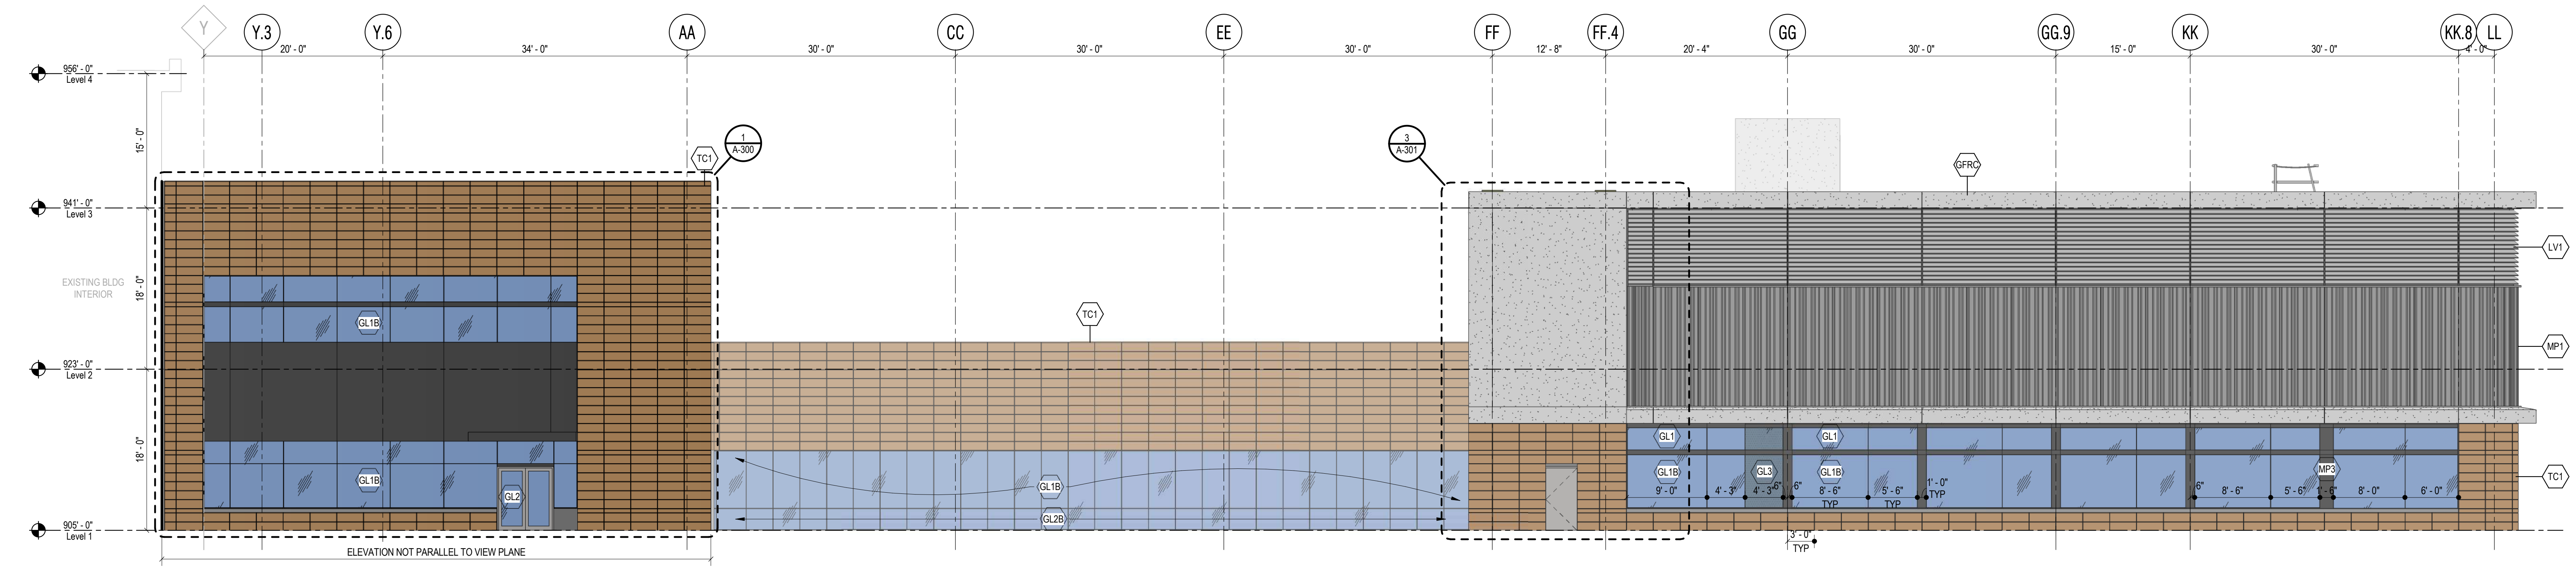 Y
Y.3
Y.6
AA
CC
EE
FF
FF.4
GG
GG.9
KK
KK.8
LL
20' - 0"
34' - 0"
30' - 0"
30' - 0"
30' - 0"
12' - 8"
20' - 4"
30' - 0"
15' - 0"
30' - 0"
4' - 0"
956' - 0"
Level 4
15' - 0"
1
A-300
3
A-301
TC1
GFRC
941' - 0"
Level 3
LV1
EXISTING BLDG
INTERIOR
18' - 0"
GL1B
TC1
MP1
923' - 0"
Level 2
18' - 0"
GL1
GL1
GL1B
GL2
GL1B
GL2B
GL1B
GL3
GL1B
MP3
TC1
9' - 0"
4' - 3"
4' - 3"
6"
6"
8' - 6"
TYP
5' - 6"
TYP
1' - 0"
TYP
6"
8' - 6"
5' - 6"
1' - 6"
8' - 0"
6' - 0"
905' - 0"
Level 1
3' - 0"
TYP
ELEVATION NOT PARALLEL TO VIEW PLANE